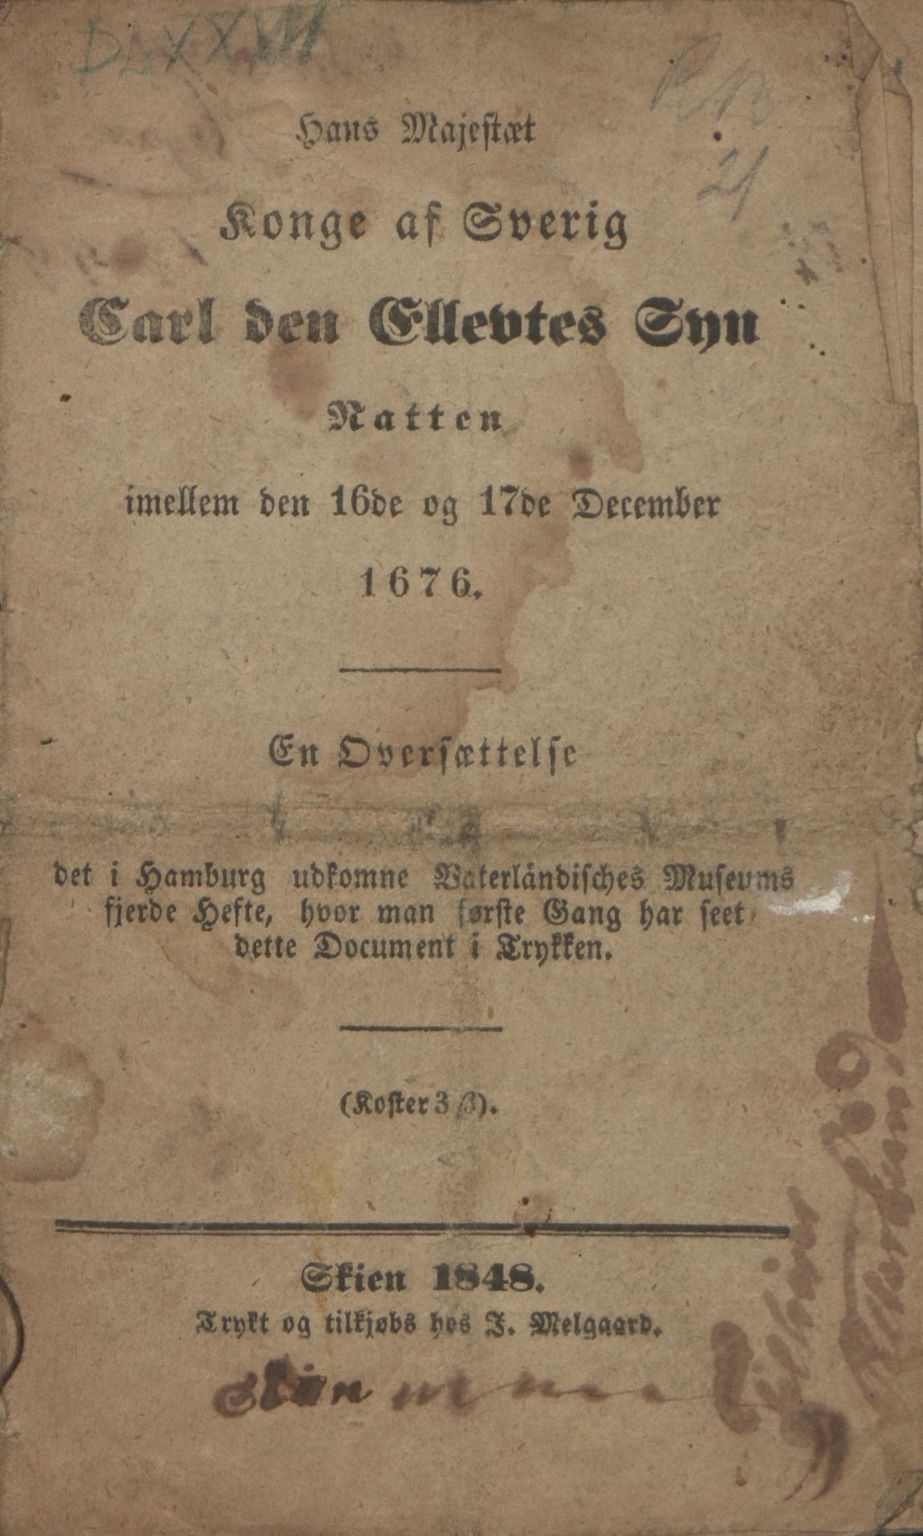 Hans Majestæt
Konge af Sverig
Carl den Ellevtes Syn
Natten
imellem den 16de og 17de December
1676.
En Oversættelse
det i Hamburg udkomne Vaterländisches Museums
fjerde Hefte, hvor man første Gang har seet
dette Document i Trykken.
(Koster 3 ß).
Skien 1848.
Trykt og tilkjøbs hos J. Melgaard.